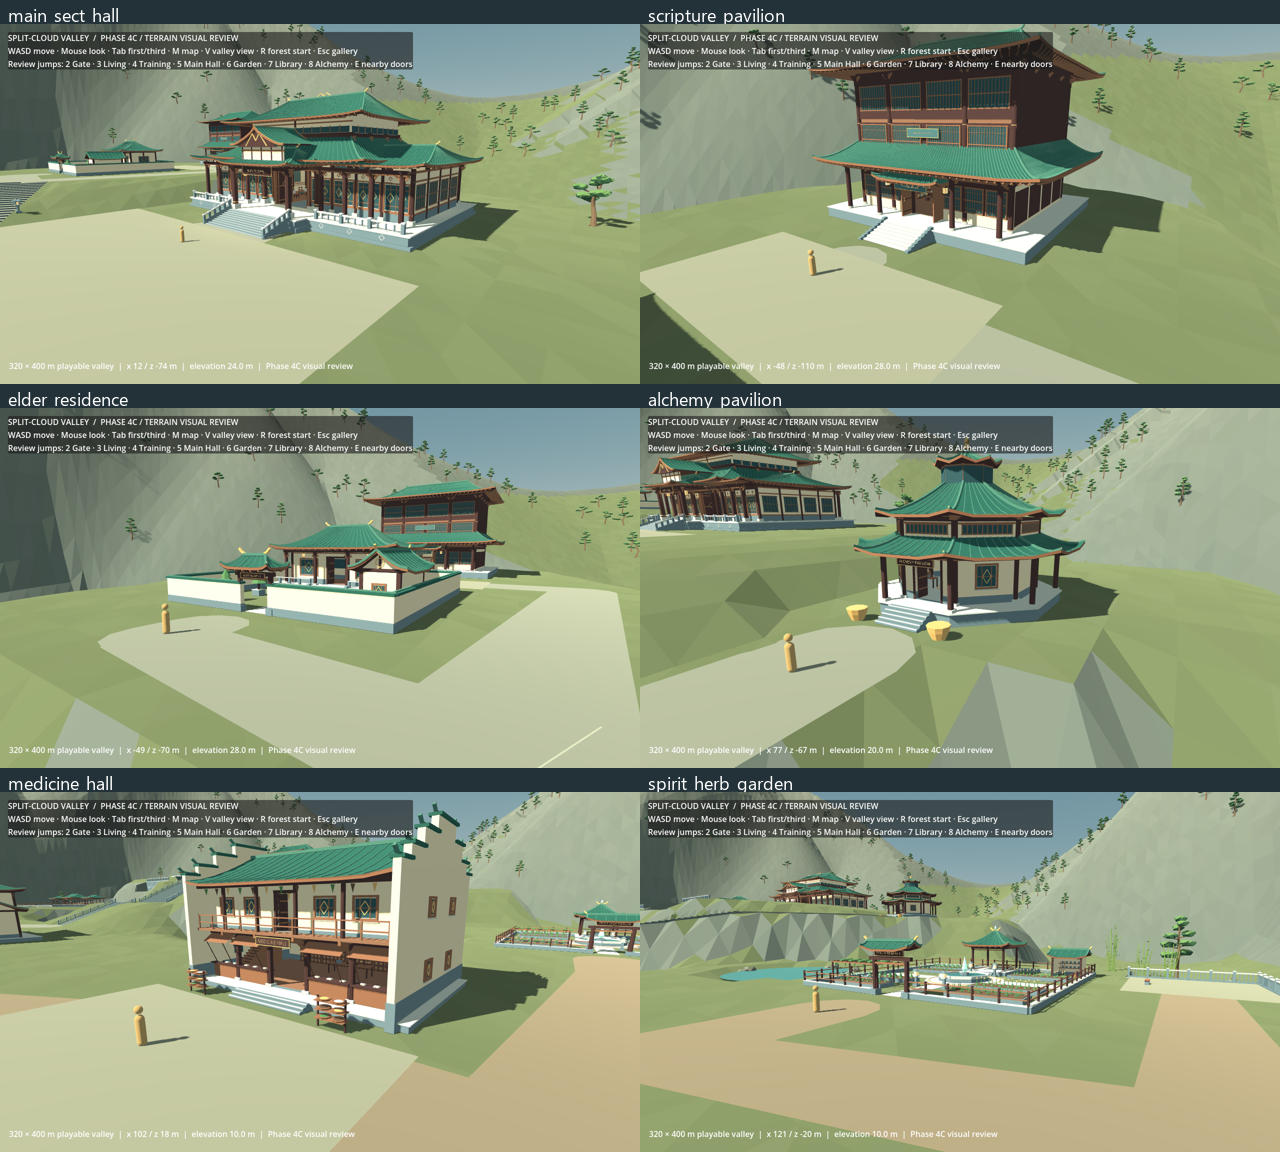 main sect hall
SPLIT-CLOUD VALLEY / PHASE 4C / TERRAIN VISUAL REVIEW
WASD move · Mouse look · Tab first/third · M map · V valley view · R forest start · Esc gallery
Review jumps: 2 Gate · 3 Living · 4 Training · 5 Main Hall · 6 Garden · 7 Library · 8 Alchemy · E nearby doors
320 × 400 m playable valley | x 12 / z -74 m | elevation 24.0 m | Phase 4C visual review
scripture pavilion
SPLIT-CLOUD VALLEY / PHASE 4C / TERRAIN VISUAL REVIEW
WASD move · Mouse look · Tab first/third · M map · V valley view · R forest start · Esc gallery
Review jumps: 2 Gate · 3 Living · 4 Training · 5 Main Hall · 6 Garden · 7 Library · 8 Alchemy · E nearby doors
320 × 400 m playable valley | x -48 / z -110 m | elevation 28.0 m | Phase 4C visual review
elder residence
SPLIT-CLOUD VALLEY / PHASE 4C / TERRAIN VISUAL REVIEW
WASD move · Mouse look · Tab first/third · M map · V valley view · R forest start · Esc gallery
Review jumps: 2 Gate · 3 Living · 4 Training · 5 Main Hall · 6 Garden · 7 Library · 8 Alchemy · E nearby doors
320 × 400 m playable valley | x -49 / z -70 m | elevation 28.0 m | Phase 4C visual review
alchemy pavilion
SPLIT-CLOUD VALLEY / PHASE 4C / TERRAIN VISUAL REVIEW
WASD move · Mouse look · Tab first/third · M map · V valley view · R forest start · Esc gallery
Review jumps: 2 Gate · 3 Living · 4 Training · 5 Main Hall · 6 Garden · 7 Library · 8 Alchemy · E nearby doors
320 × 400 m playable valley | x 77 / z -67 m | elevation 20.0 m | Phase 4C visual review
medicine hall
SPLIT-CLOUD VALLEY / PHASE 4C / TERRAIN VISUAL REVIEW
WASD move · Mouse look · Tab first/third · M map · V valley view · R forest start · Esc gallery
Review jumps: 2 Gate · 3 Living · 4 Training · 5 Main Hall · 6 Garden · 7 Library · 8 Alchemy · E nearby doors
320 × 400 m playable valley | x 102 / z 18 m | elevation 10.0 m | Phase 4C visual review
spirit herb garden
SPLIT-CLOUD VALLEY / PHASE 4C / TERRAIN VISUAL REVIEW
WASD move · Mouse look · Tab first/third · M map · V valley view · R forest start · Esc gallery
Review jumps: 2 Gate · 3 Living · 4 Training · 5 Main Hall · 6 Garden · 7 Library · 8 Alchemy · E nearby doors
320 × 400 m playable valley | x 121 / z -20 m | elevation 10.0 m | Phase 4C visual review